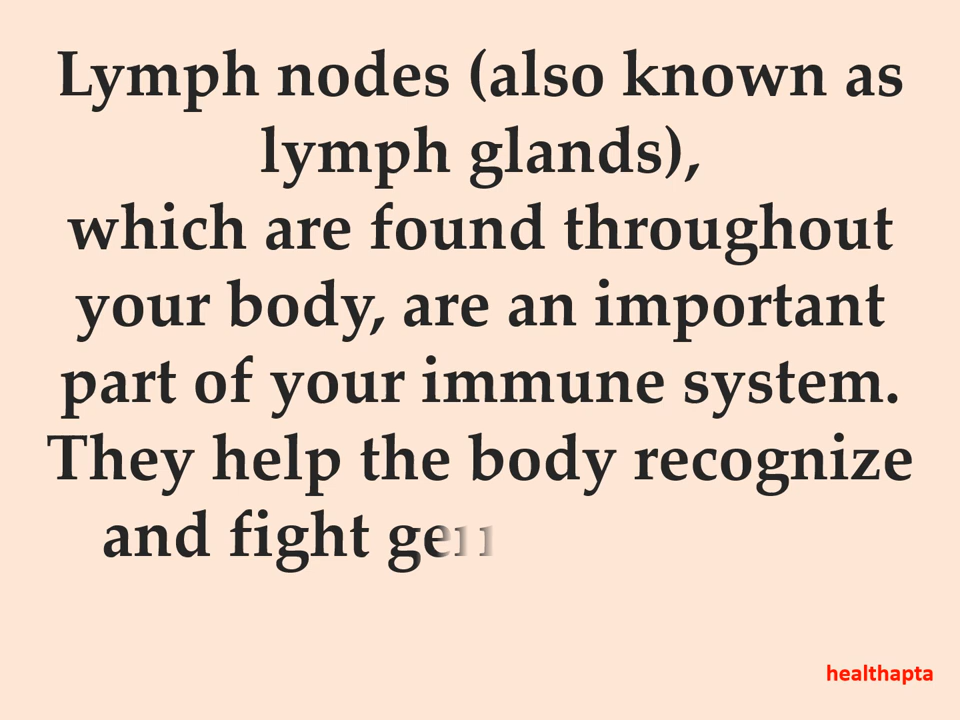 Lymph nodes (also known as
lymph glands),
which are found throughout
your body, are an important
part of your immune system.
They help the body recognize
and fight
healthapta